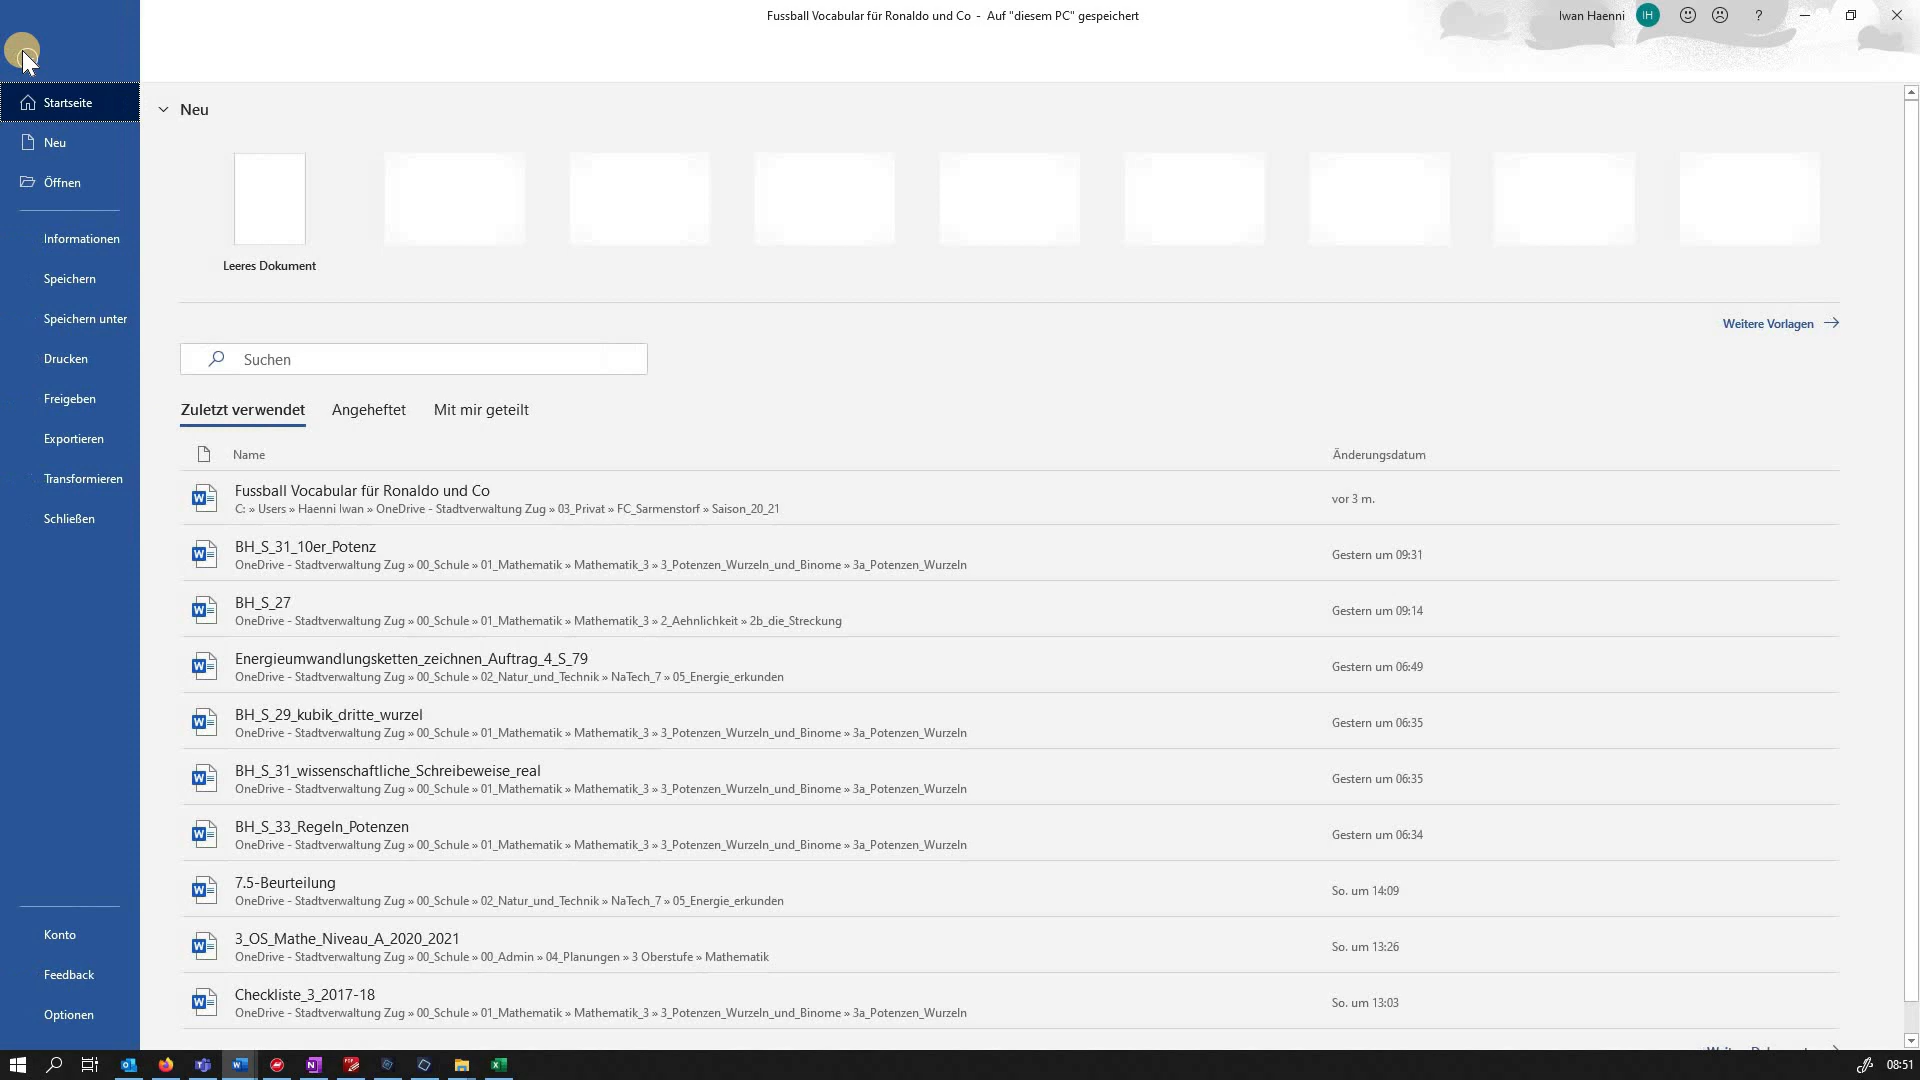 Fussball Vocabular für Ronaldo und Co - Auf "diesem PC" gespeichert
Iwan Haenni
IH
?
Startseite
Neu
Öffnen
Informationen
Speichern
Speichern unter
Drucken
Freigeben
Exportieren
Transformieren
Schließen
Konto
Feedback
Optionen
Neu
Leeres Dokument
Weitere Vorlagen
Suchen
Zuletzt verwendet Angeheftet Mit mir geteilt
Name Änderungsdatum
Fussball Vocabular für Ronaldo und Co
C: » Users » Haenni Iwan » OneDrive - Stadtverwaltung Zug » 03_Privat » FC_Sarmenstorf » Saison_20_21
vor 3 m.
BH_S_31_10er_Potenz
OneDrive - Stadtverwaltung Zug » 00_Schule » 01_Mathematik » Mathematik_3 » 3_Potenzen_Wurzeln_und_Binome » 3a_Potenzen_Wurzeln
Gestern um 09:31
BH_S_27
OneDrive - Stadtverwaltung Zug » 00_Schule » 01_Mathematik » Mathematik_3 » 2_Aehnlichkeit » 2b_die_Streckung
Gestern um 09:14
Energieumwandlungsketten_zeichnen_Auftrag_4_S_79
OneDrive - Stadtverwaltung Zug » 00_Schule » 02_Natur_und_Technik » NaTech_7 » 05_Energie_erkunden
Gestern um 06:49
BH_S_29_kubik_dritte_wurzel
OneDrive - Stadtverwaltung Zug » 00_Schule » 01_Mathematik » Mathematik_3 » 3_Potenzen_Wurzeln_und_Binome » 3a_Potenzen_Wurzeln
Gestern um 06:35
BH_S_31_wissenschaftliche_Schreibeweise_real
OneDrive - Stadtverwaltung Zug » 00_Schule » 01_Mathematik » Mathematik_3 » 3_Potenzen_Wurzeln_und_Binome » 3a_Potenzen_Wurzeln
Gestern um 06:35
BH_S_33_Regeln_Potenzen
OneDrive - Stadtverwaltung Zug » 00_Schule » 01_Mathematik » Mathematik_3 » 3_Potenzen_Wurzeln_und_Binome » 3a_Potenzen_Wurzeln
Gestern um 06:34
7.5-Beurteilung
OneDrive - Stadtverwaltung Zug » 00_Schule » 02_Natur_und_Technik » NaTech_7 » 05_Energie_erkunden
So. um 14:09
3_OS_Mathe_Niveau_A_2020_2021
OneDrive - Stadtverwaltung Zug » 00_Schule » 00_Admin » 04_Planungen » 3 Oberstufe » Mathematik
So. um 13:26
Checkliste_3_2017-18
OneDrive - Stadtverwaltung Zug » 00_Schule » 01_Mathematik » Mathematik_3 » 3_Potenzen_Wurzeln_und_Binome » 3a_Potenzen_Wurzeln
So. um 13:03
08:51